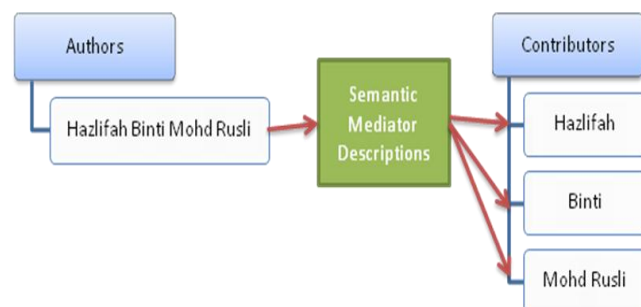 Authors
Hazlifah Binti Mohd Rusli
Semantic
Mediator
Descriptions
Contributors
Hazlifah
Binti
Mohd Rusli